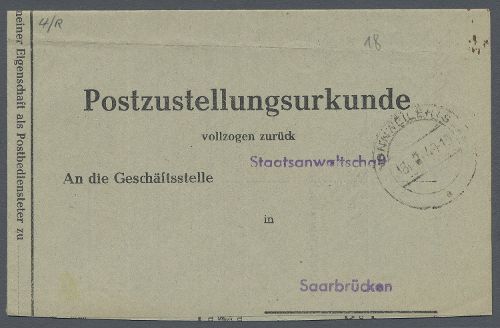 4/R
18
meiner Eigenschaft als Postbediensteter zu
Postzustellungsurkunde
vollzogen zurück
Staatsanwaltschaft
An die Geschäftsstelle
in
Saarbrücken